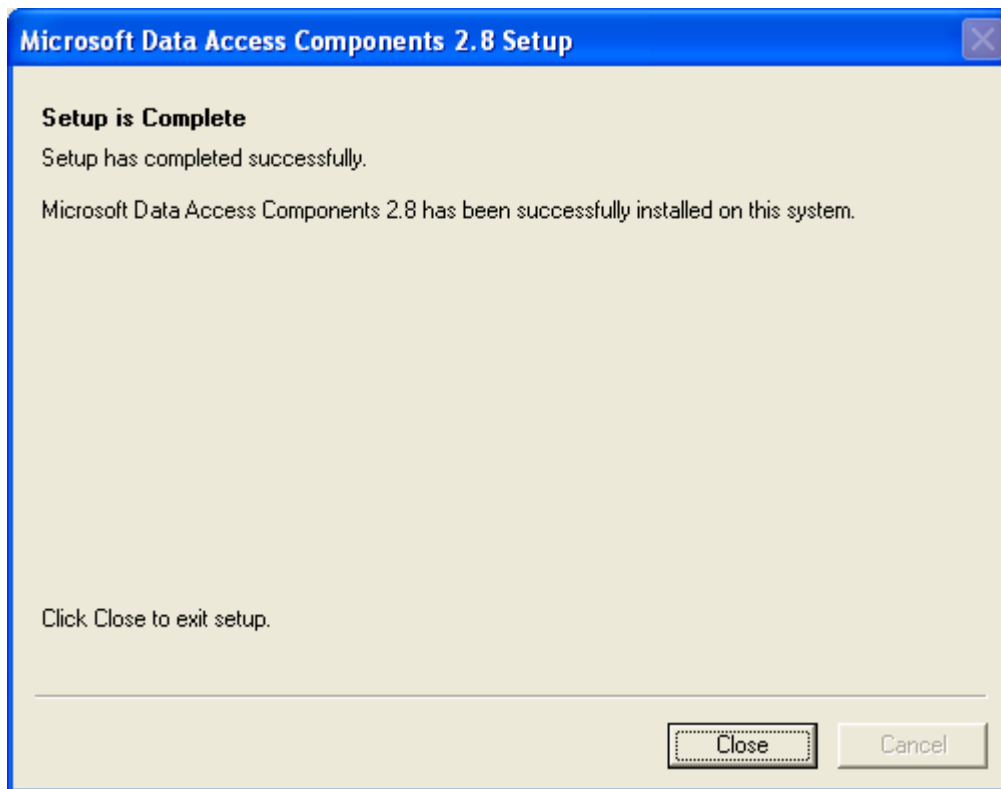 Microsoft Data Access Components 2.8 Setup
Setup is Complete
Setup has completed successfully.
Microsoft Data Access Components 2.8 has been successfully installed on this system.
Click Close to exit setup.
Close
Cancel